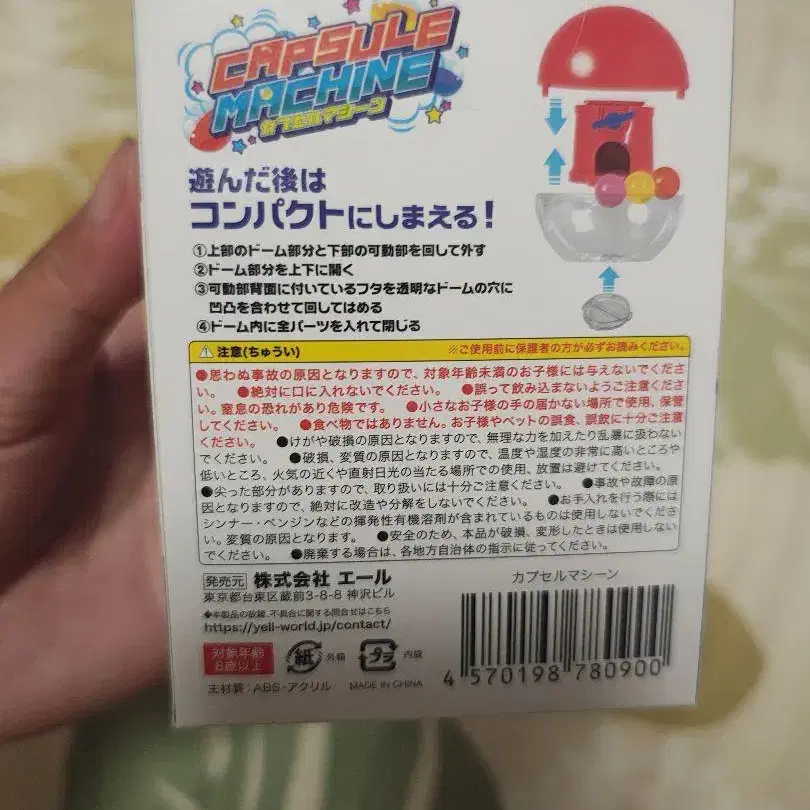 CAPSULE
MACHINE
カプセルマシーン
遊んだ後は
コンパクトにしまえる!
①上部のドーム部分と下部の可動部を回して外す
②ドーム部分を上下に開く
③可動部背面に付いているフタを透明なドームの穴に
凹凸を合わせて回してはめる
④ドーム内に全パーツを入れて閉じる
注意(ちゅうい)
※ご使用前に保護者の方が必ずお読みください。
●思わぬ事故の原因となりますので、対象年齢未満のお子様には与えないでくださ
い。 ●絶対に口に入れないでください。 ●誤って飲み込まないようご注意くださ
い。窒息の恐れがあり危険です。 ●小さなお子様の手の届かない場所で使用、保管
してください。 ●食べ物ではありません。お子様やペットの誤食、誤飲に十分ご注意
ください。 ●けがや破損の原因となりますので、無理な力を加えたり乱暴に扱わない
でください。 ●破損、変質の原因となりますので、温度や湿度の非常に高いところや
低いところ、火気の近くや直射日光の当たる場所での使用、放置は避けてください。
●尖った部分がありますので、取り扱いには十分ご注意ください。 ●事故や故障の原
因となりますので、絶対に改造や分解をしないでください。 ●お手入れを行う際には
シンナー・ベンジンなどの揮発性有機溶剤が含まれているものは使用しないでくださ
い。変質の原因となります。 ●安全のため、本品が破損、変形したときは使用しない
でください。 ●廃棄する場合は、各地方自治体の指示に従ってください。
発売元 株式会社 エール
東京都台東区蔵前3-8-8 神沢ビル
◆本製品の故障、不具合に関する問合せはこちら
https://yell-world.jp/contact/
対象年齢
8歳以上
紙 外箱
プラ 内袋
主材質：ABS・アクリル
MADE IN CHINA
カプセルマシーン
4 570198 780900